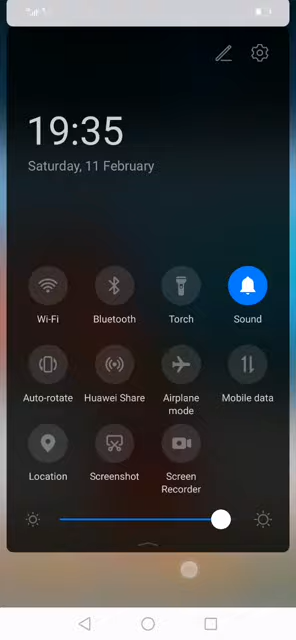 19:35
Saturday, 11 February
Wi-Fi
Bluetooth
Torch
Sound
Auto-rotate
Huawei Share
Airplane
mode
Mobile data
Location
Screenshot
Screen
Recorder